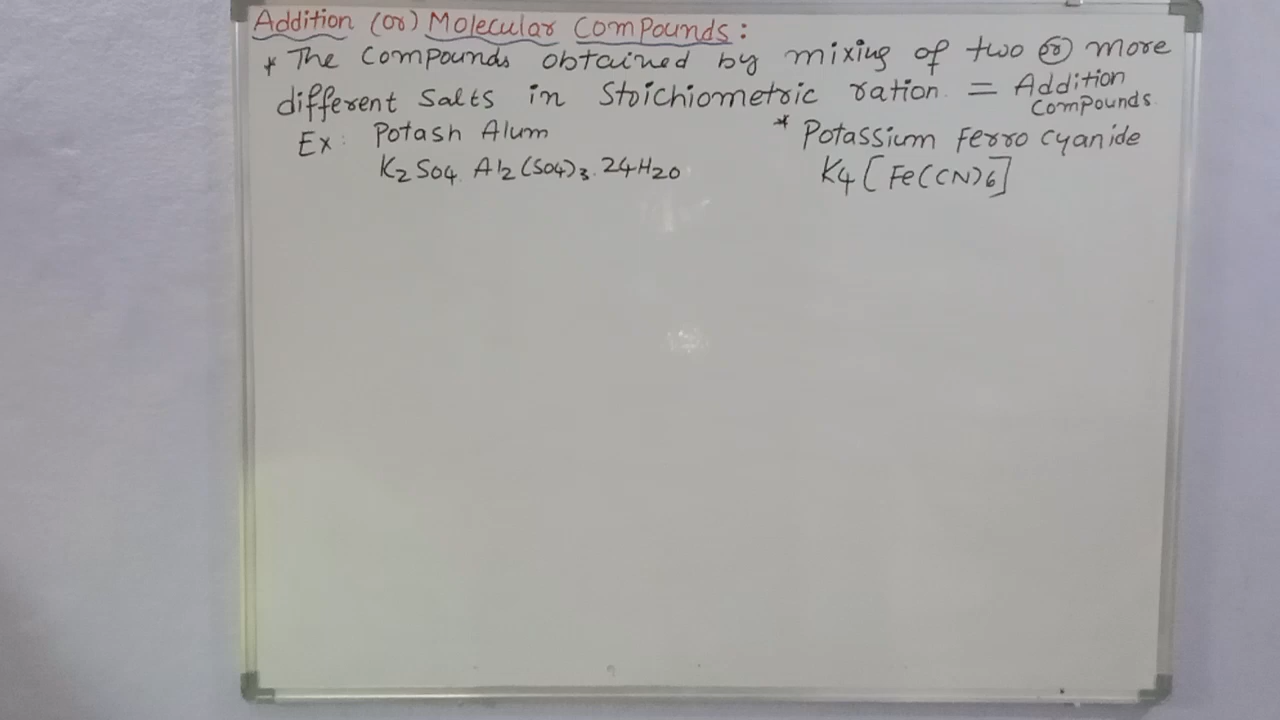 Addition (or) Molecular Compounds:
* The Compounds obtained by mixing of two (or) more
different Salts in Stoichiometric ration = Addition
Compounds.
Ex: Potash Alum
K2SO4. Al2(SO4)3. 24H2O
* Potassium Ferro cyanide
K4[Fe(CN)6]